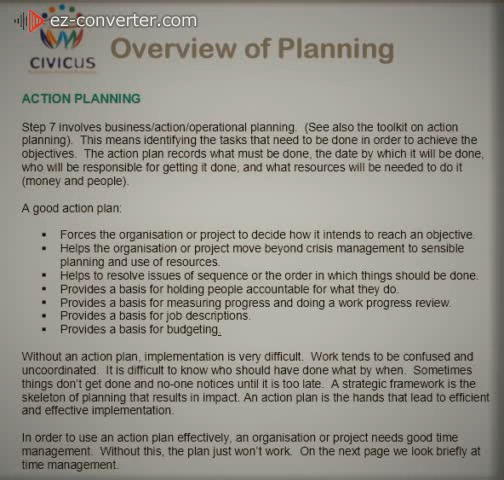 ez-converter.com
CIVICUS
Overview of Planning
ACTION PLANNING
Step 7 involves business/action/operational planning. (See also the toolkit on action
planning). This means identifying the tasks that need to be done in order to achieve the
objectives. The action plan records what must be done, the date by which it will be done,
who will be responsible for getting it done, and what resources will be needed to do it
(money and people).
A good action plan:
▪ Forces the organisation or project to decide how it intends to reach an objective.
▪ Helps the organisation or project move beyond crisis management to sensible
planning and use of resources.
▪ Helps to resolve issues of sequence or the order in which things should be done.
▪ Provides a basis for holding people accountable for what they do.
▪ Provides a basis for measuring progress and doing a work progress review.
▪ Provides a basis for job descriptions.
▪ Provides a basis for budgeting.
Without an action plan, implementation is very difficult. Work tends to be confused and
uncoordinated. It is difficult to know who should have done what by when. Sometimes
things don't get done and no-one notices until it is too late. A strategic framework is the
skeleton of planning that results in impact. An action plan is the hands that lead to efficient
and effective implementation.
In order to use an action plan effectively, an organisation or project needs good time
management. Without this, the plan just won't work. On the next page we look briefly at
time management.